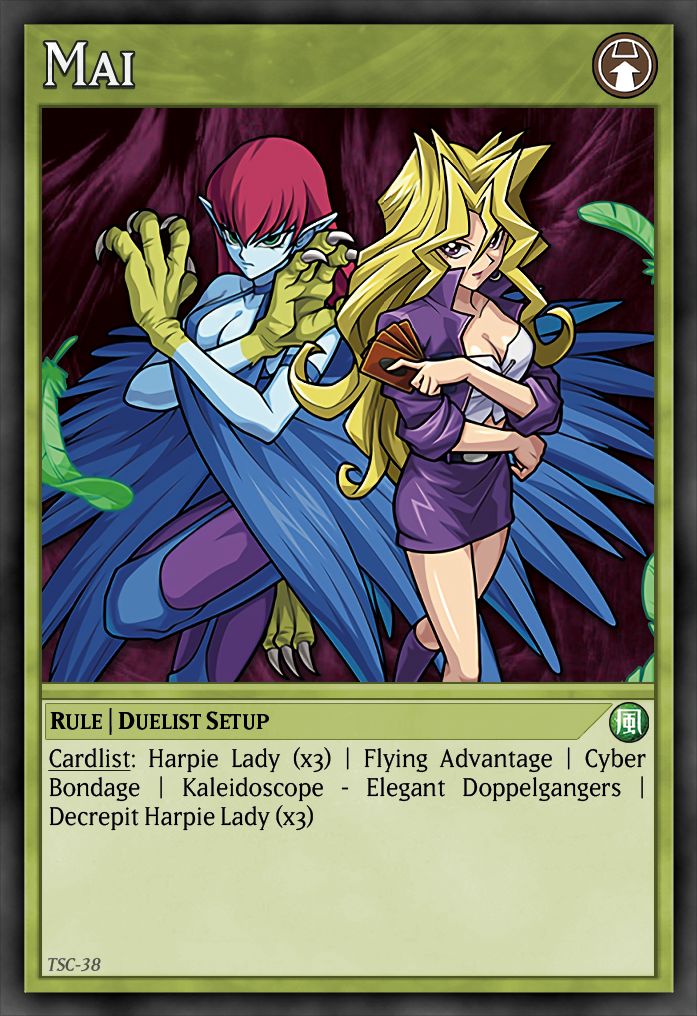 Mai
Rule | Duelist Setup
風
Cardlist: Harpie Lady (x3) | Flying Advantage | Cyber
Bondage | Kaleidoscope - Elegant Doppelgangers |
Decrepit Harpie Lady (x3)
TSC-38